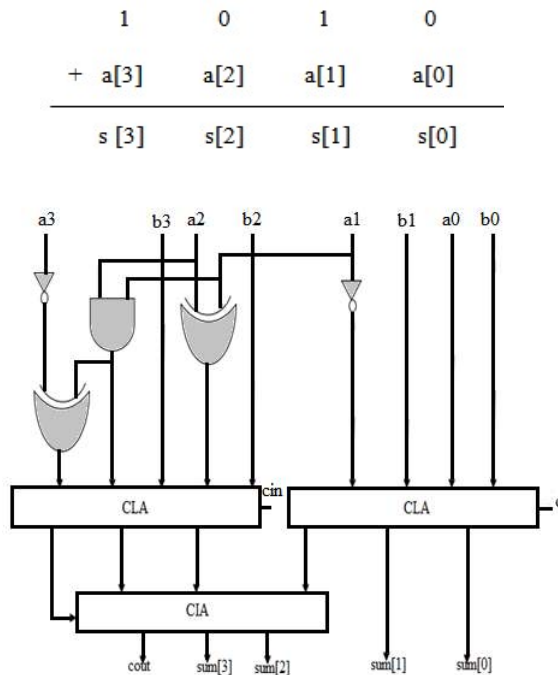 1 0 1 0
+ a[3] a[2] a[1] a[0]
s [3] s[2] s[1] s[0]
a3 b3 a2 b2 a1 b1 a0 b0
CLA cin CLA c
CIA
cout sum[3] sum[2] sum[1] sum[0]